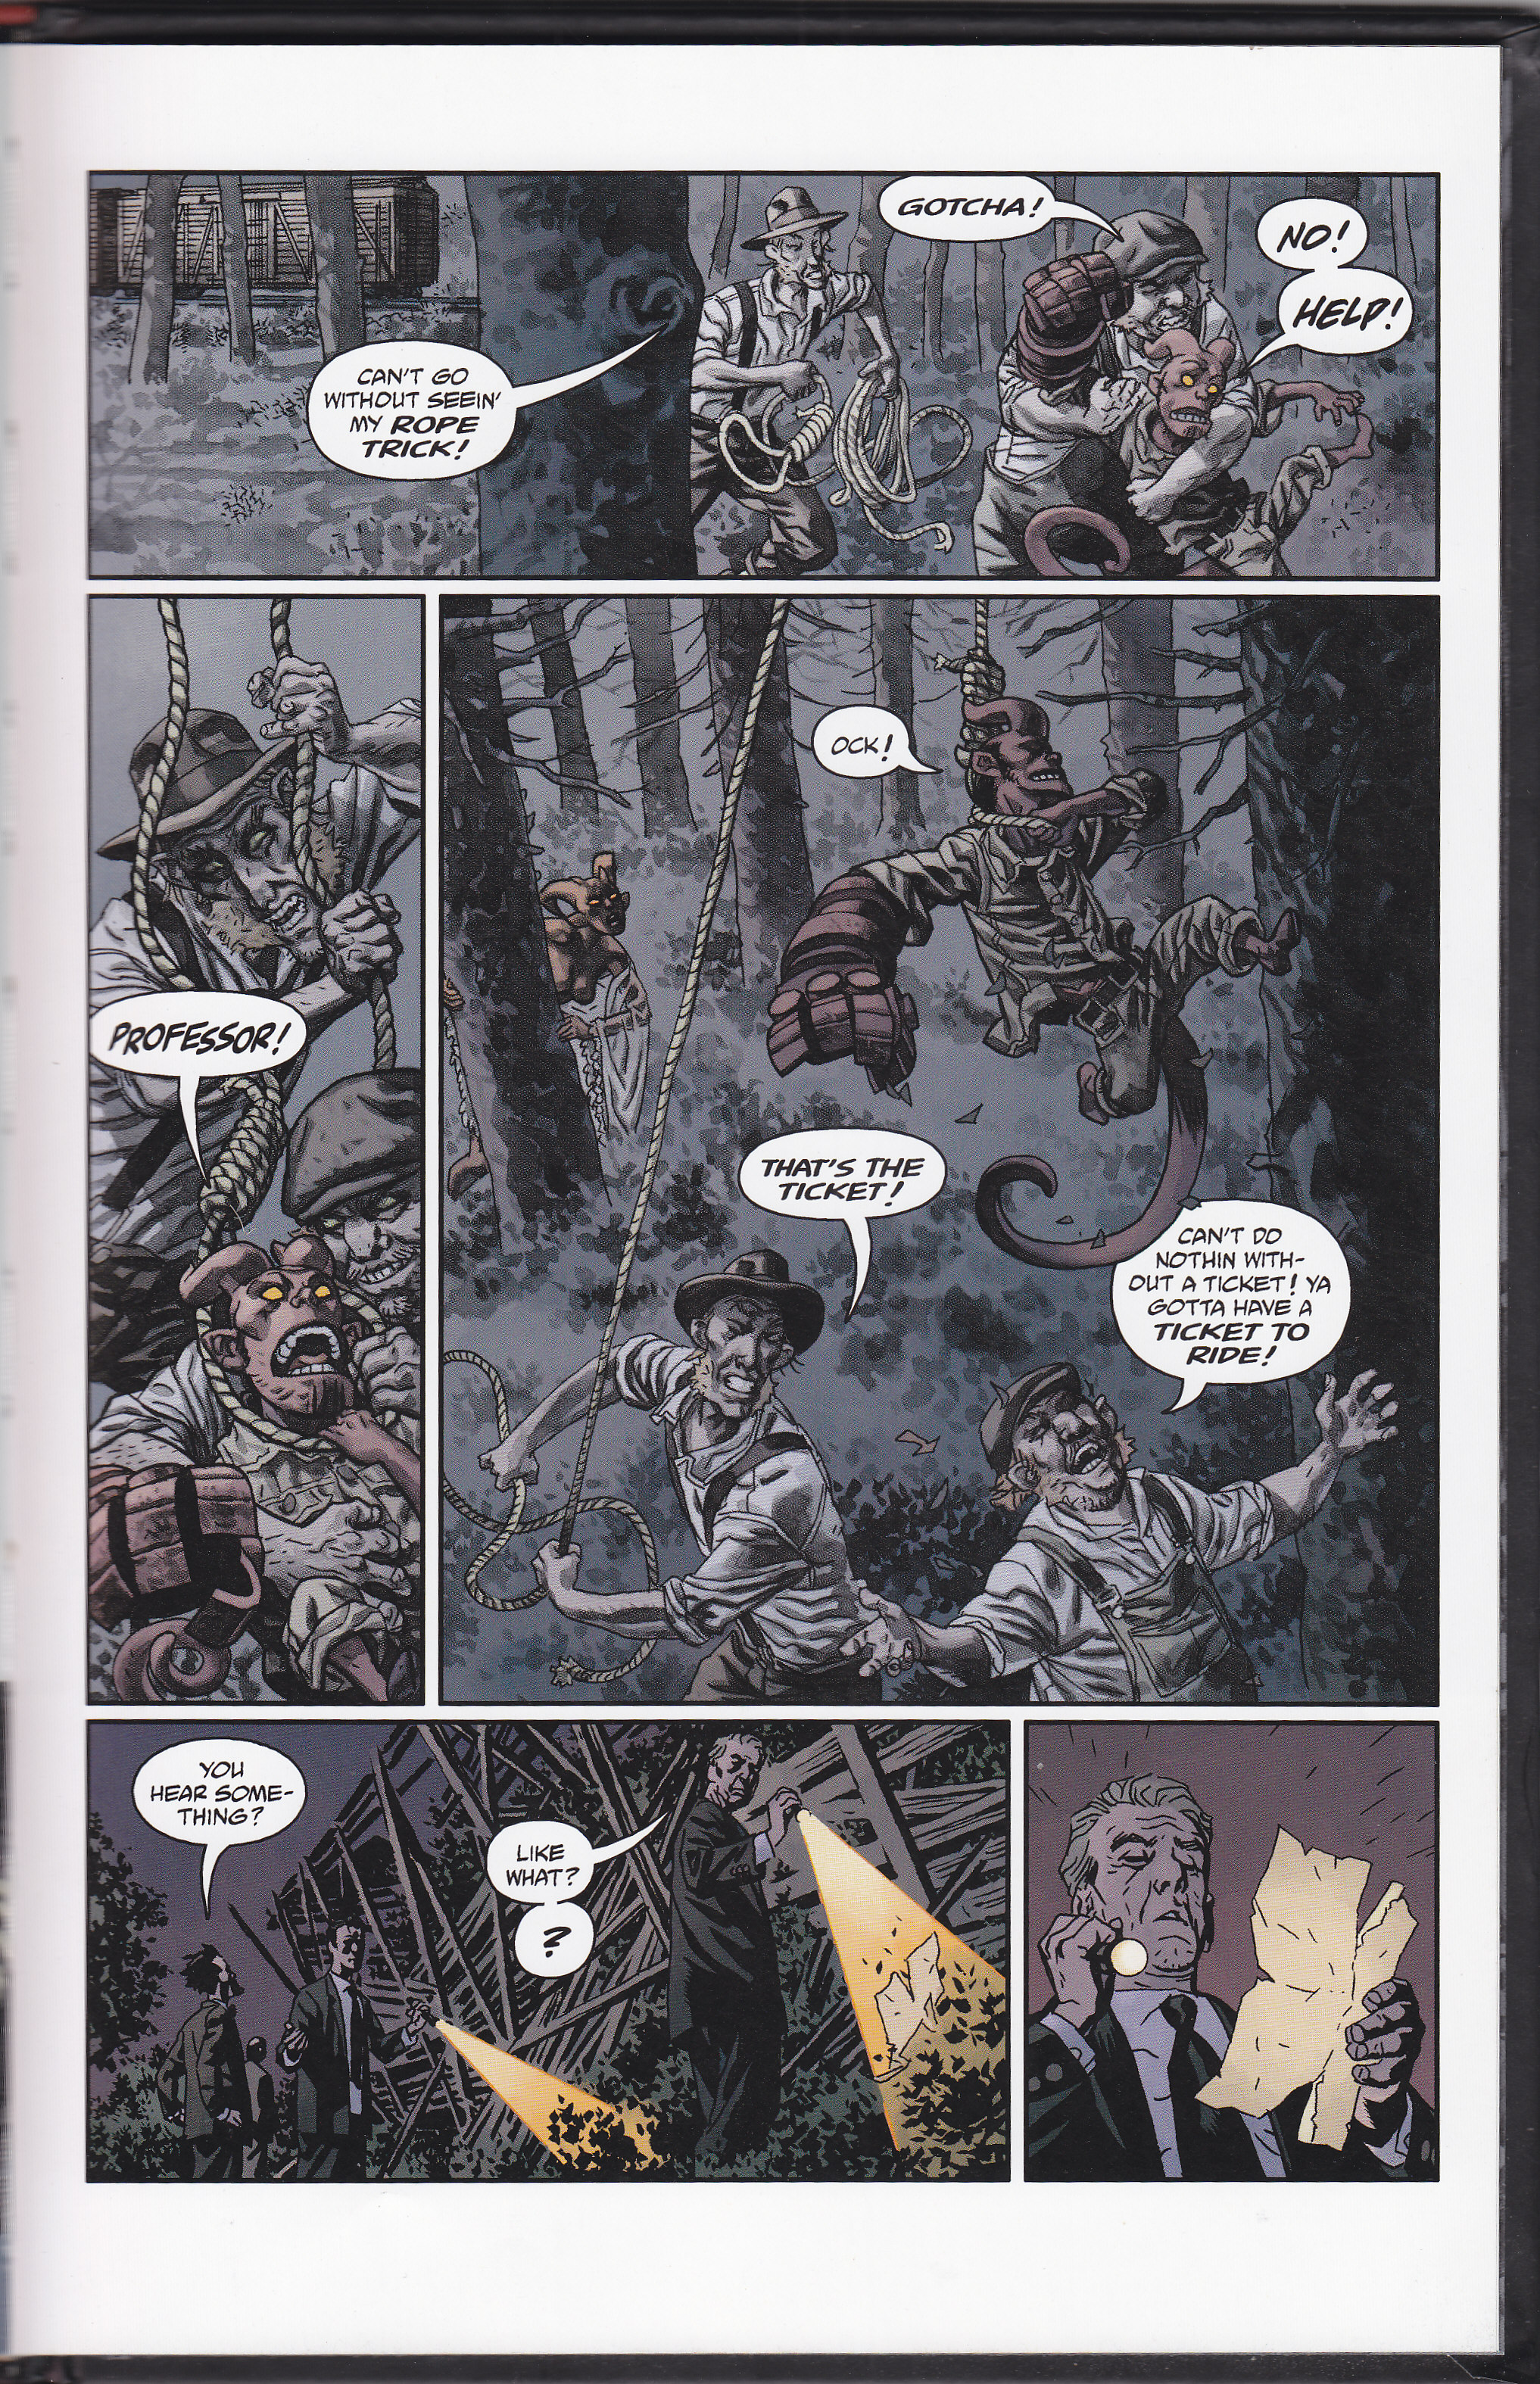 CAN'T GO
WITHOUT SEEIN'
MY ROPE
TRICK!
GOTCHA!
NO!
HELP!
PROFESSOR!
OCK!
THAT'S THE
TICKET!
CAN'T DO
NOTHIN WITH-
OUT A TICKET! YA
GOTTA HAVE A
TICKET TO
RIDE!
YOU
HEAR SOME-
THING?
LIKE
WHAT?
?